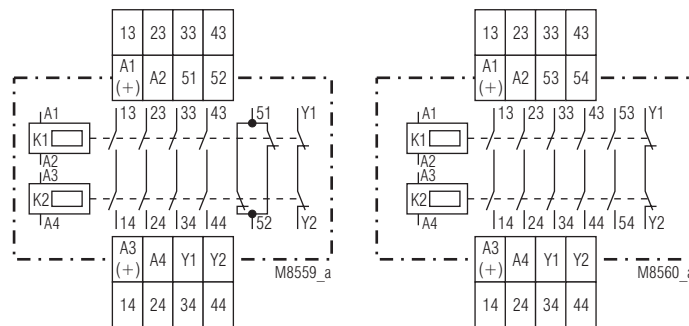 13 23 33 43
A1 (+) A2 51 52
A1 13 23 33 43 51 Y1
K1
A2
A3
K2
A4 14 24 34 44 52 Y2
A3 (+) A4 Y1 Y2
M8559_a
14 24 34 44
13 23 33 43
A1 (+) A2 53 54
A1 13 23 33 43 53 Y1
K1
A2
A3
K2
A4 14 24 34 44 54 Y2
A3 (+) A4 Y1 Y2
M8560_a
14 24 34 44